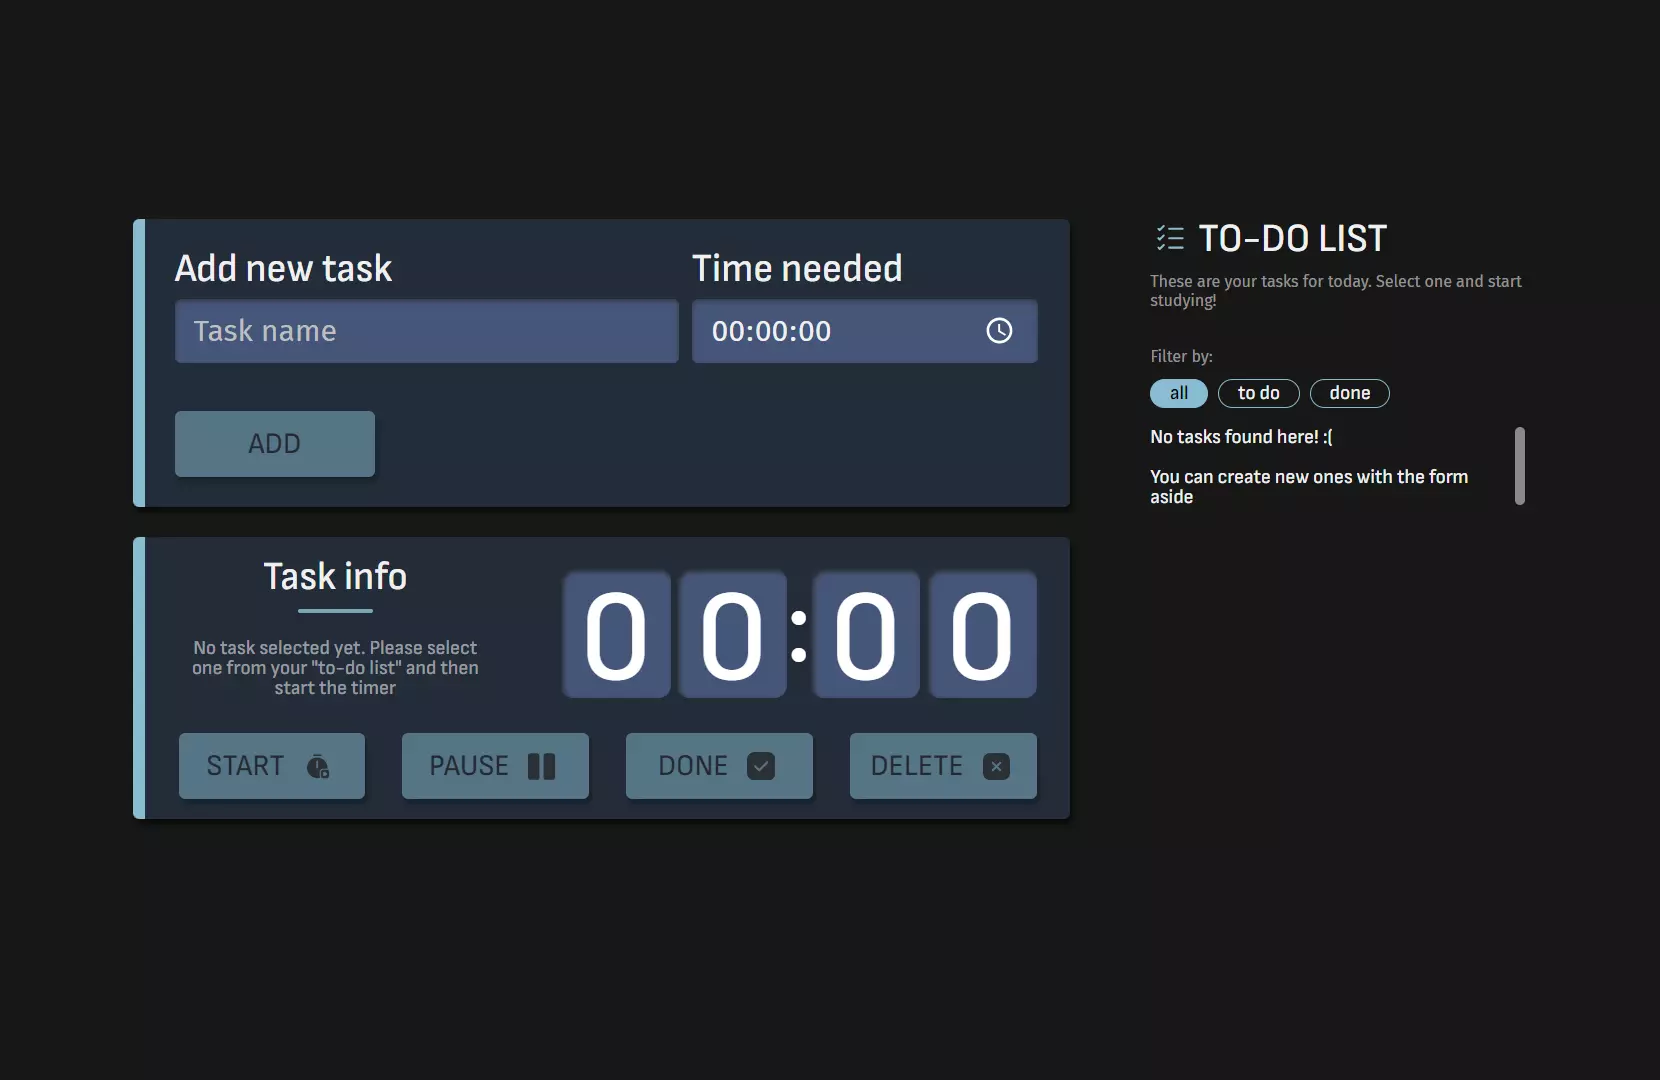 Add new task
Time needed
Task name
00:00:00
ADD
Task info
No task selected yet. Please select
one from your "to-do list" and then
start the timer
00:00
START
PAUSE
DONE
DELETE
TO-DO LIST
These are your tasks for today. Select one and start
studying!
Filter by:
all
to do
done
No tasks found here! :(
You can create new ones with the form
aside